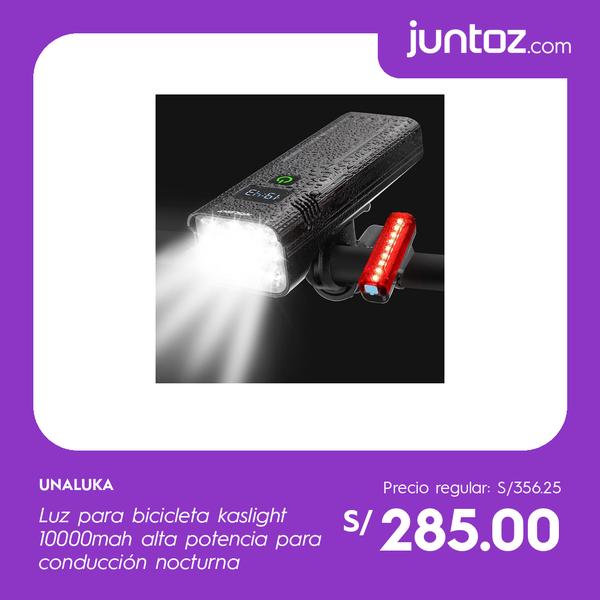 juntoz.com
UNALUKA
Luz para bicicleta kaslight
10000mah alta potencia para
conducción nocturna
Precio regular: S/356.25
S/ 285.00